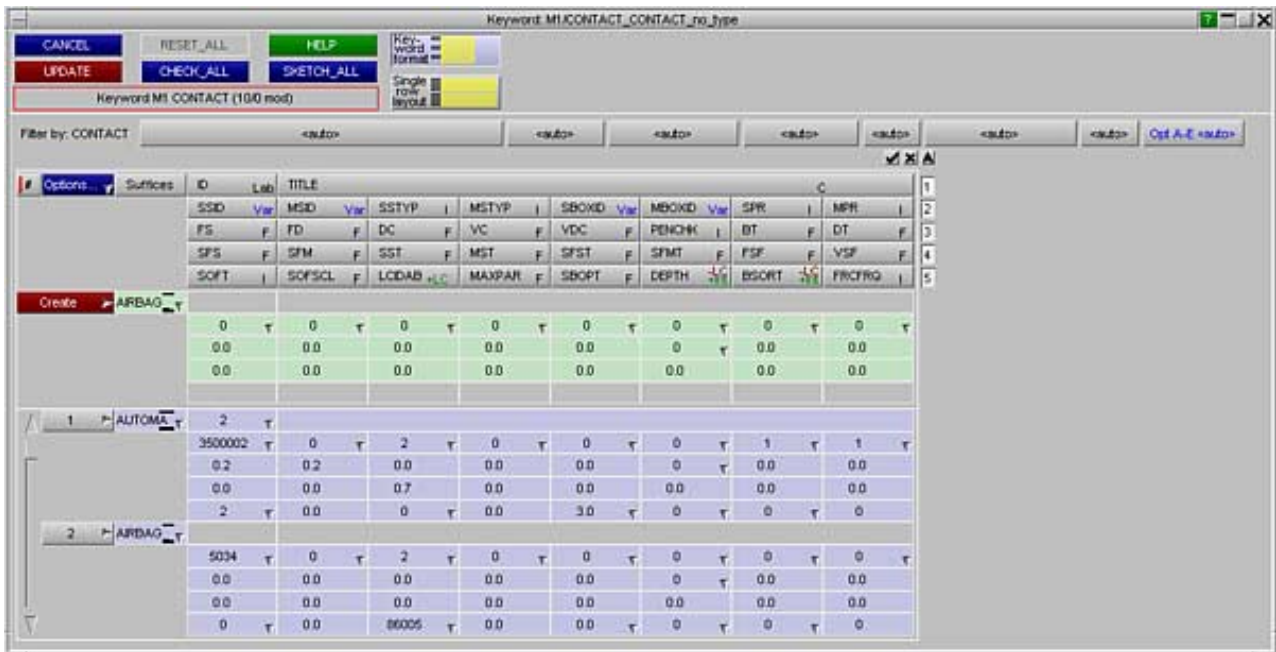 Keyword: M1/CONTACT_CONTACT_no_type ?
CANCEL RESET_ALL HELP Key-word format
UPDATE CHECK_ALL SKETCH_ALL Single row layout
Keyword M1 CONTACT (10/0 mod)
Filter by: CONTACT <auto> <auto> <auto> <auto> <auto> <auto> <auto> Opt A-E <auto>
# Options... Suffices ID Lab TITLE C 1
SSID Var MSID Var SSTYP I MSTYP I SBOXID Var MBOXID Var SPR I MPR I 2
FS F FD F DC F VC F VDC F PENCHK I BT F DT F 3
SFS F SFM F SST F MST F SFST F SFMT F FSF F VSF F 4
SOFT I SOFSCL F LCIDAB +LC MAXPAR F SBOPT F DEPTH BSORT FRCFRQ I 5
Create AIRBAG_
0 0 0 0 0 0 0 0
0.0 0.0 0.0 0.0 0.0 0 0.0 0.0
0.0 0.0 0.0 0.0 0.0 0.0 0.0 0.0
1 AUTOMA_ 2
3500002 0 2 0 0 0 1 1
0.2 0.2 0.0 0.0 0.0 0 0.0 0.0
0.0 0.0 0.7 0.0 0.0 0.0 0.0 0.0
2 0.0 0 0.0 3.0 0 0 0
2 AIRBAG_
5034 0 2 0 0 0 0 0
0.0 0.0 0.0 0.0 0.0 0 0.0 0.0
0.0 0.0 0.0 0.0 0.0 0.0 0.0 0.0
0 0.0 86005 0.0 0.0 0 0 0